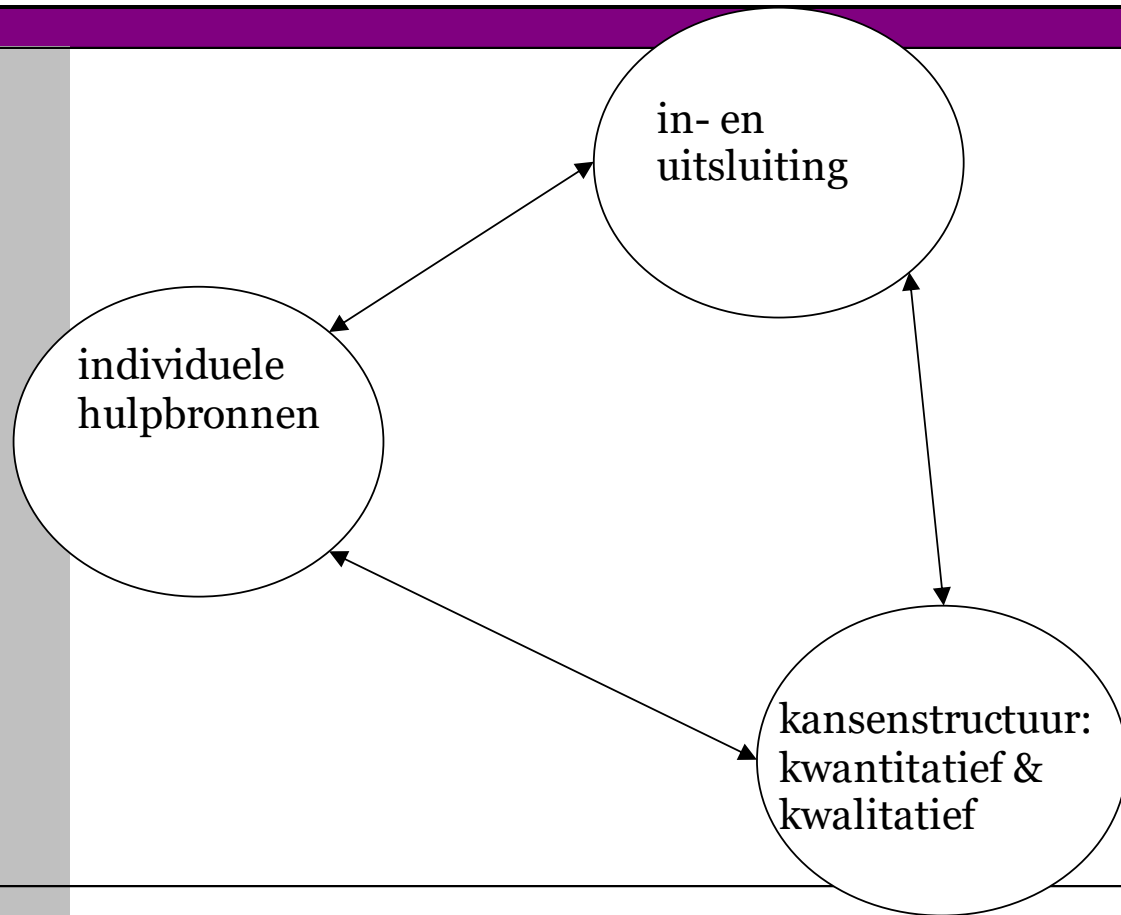 in- en
uitsluiting
individuele
hulpbronnen
kansenstructuur:
kwantitatief &
kwalitatief